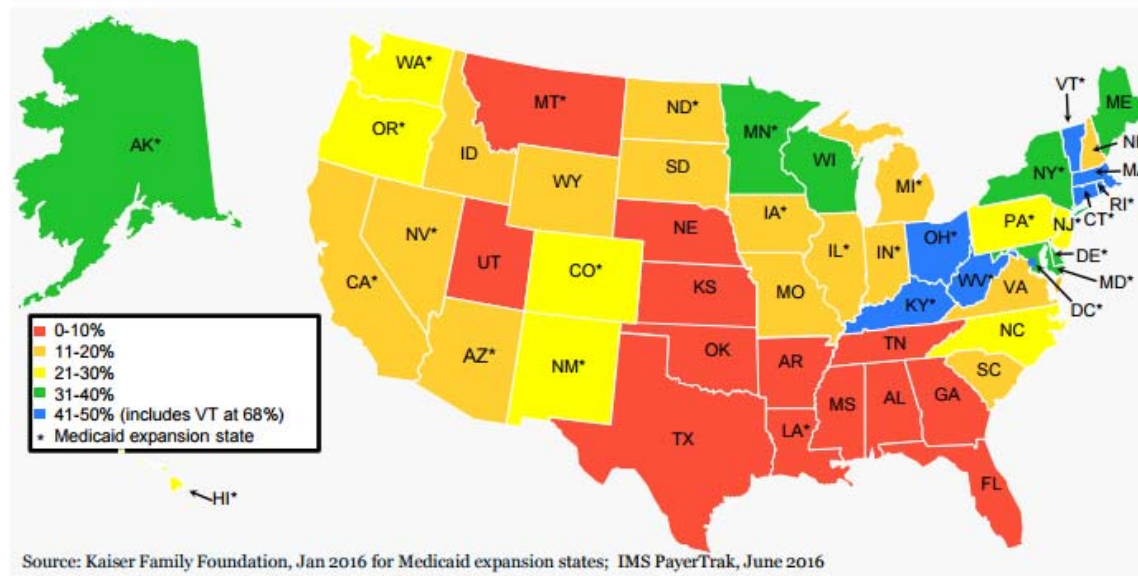 WA*
MT*
ND*
MN*
VT*
ME
OR*
ID
SD
WI
NY*
AK*
WY
MI*
RI*
CT*
NE
IA*
PA*
NJ*
NV*
UT
CO*
IL*
IN*
OH*
DE*
CA*
KS
MO
WV*
VA
MD*
KY*
DC*
AZ*
NM*
OK
AR
TN
NC
SC
MS
AL
GA
TX
LA*
FL
HI*
0-10%
11-20%
21-30%
31-40%
41-50% (includes VT at 68%)
* Medicaid expansion state
Source: Kaiser Family Foundation, Jan 2016 for Medicaid expansion states; IMS PayerTrak, June 2016